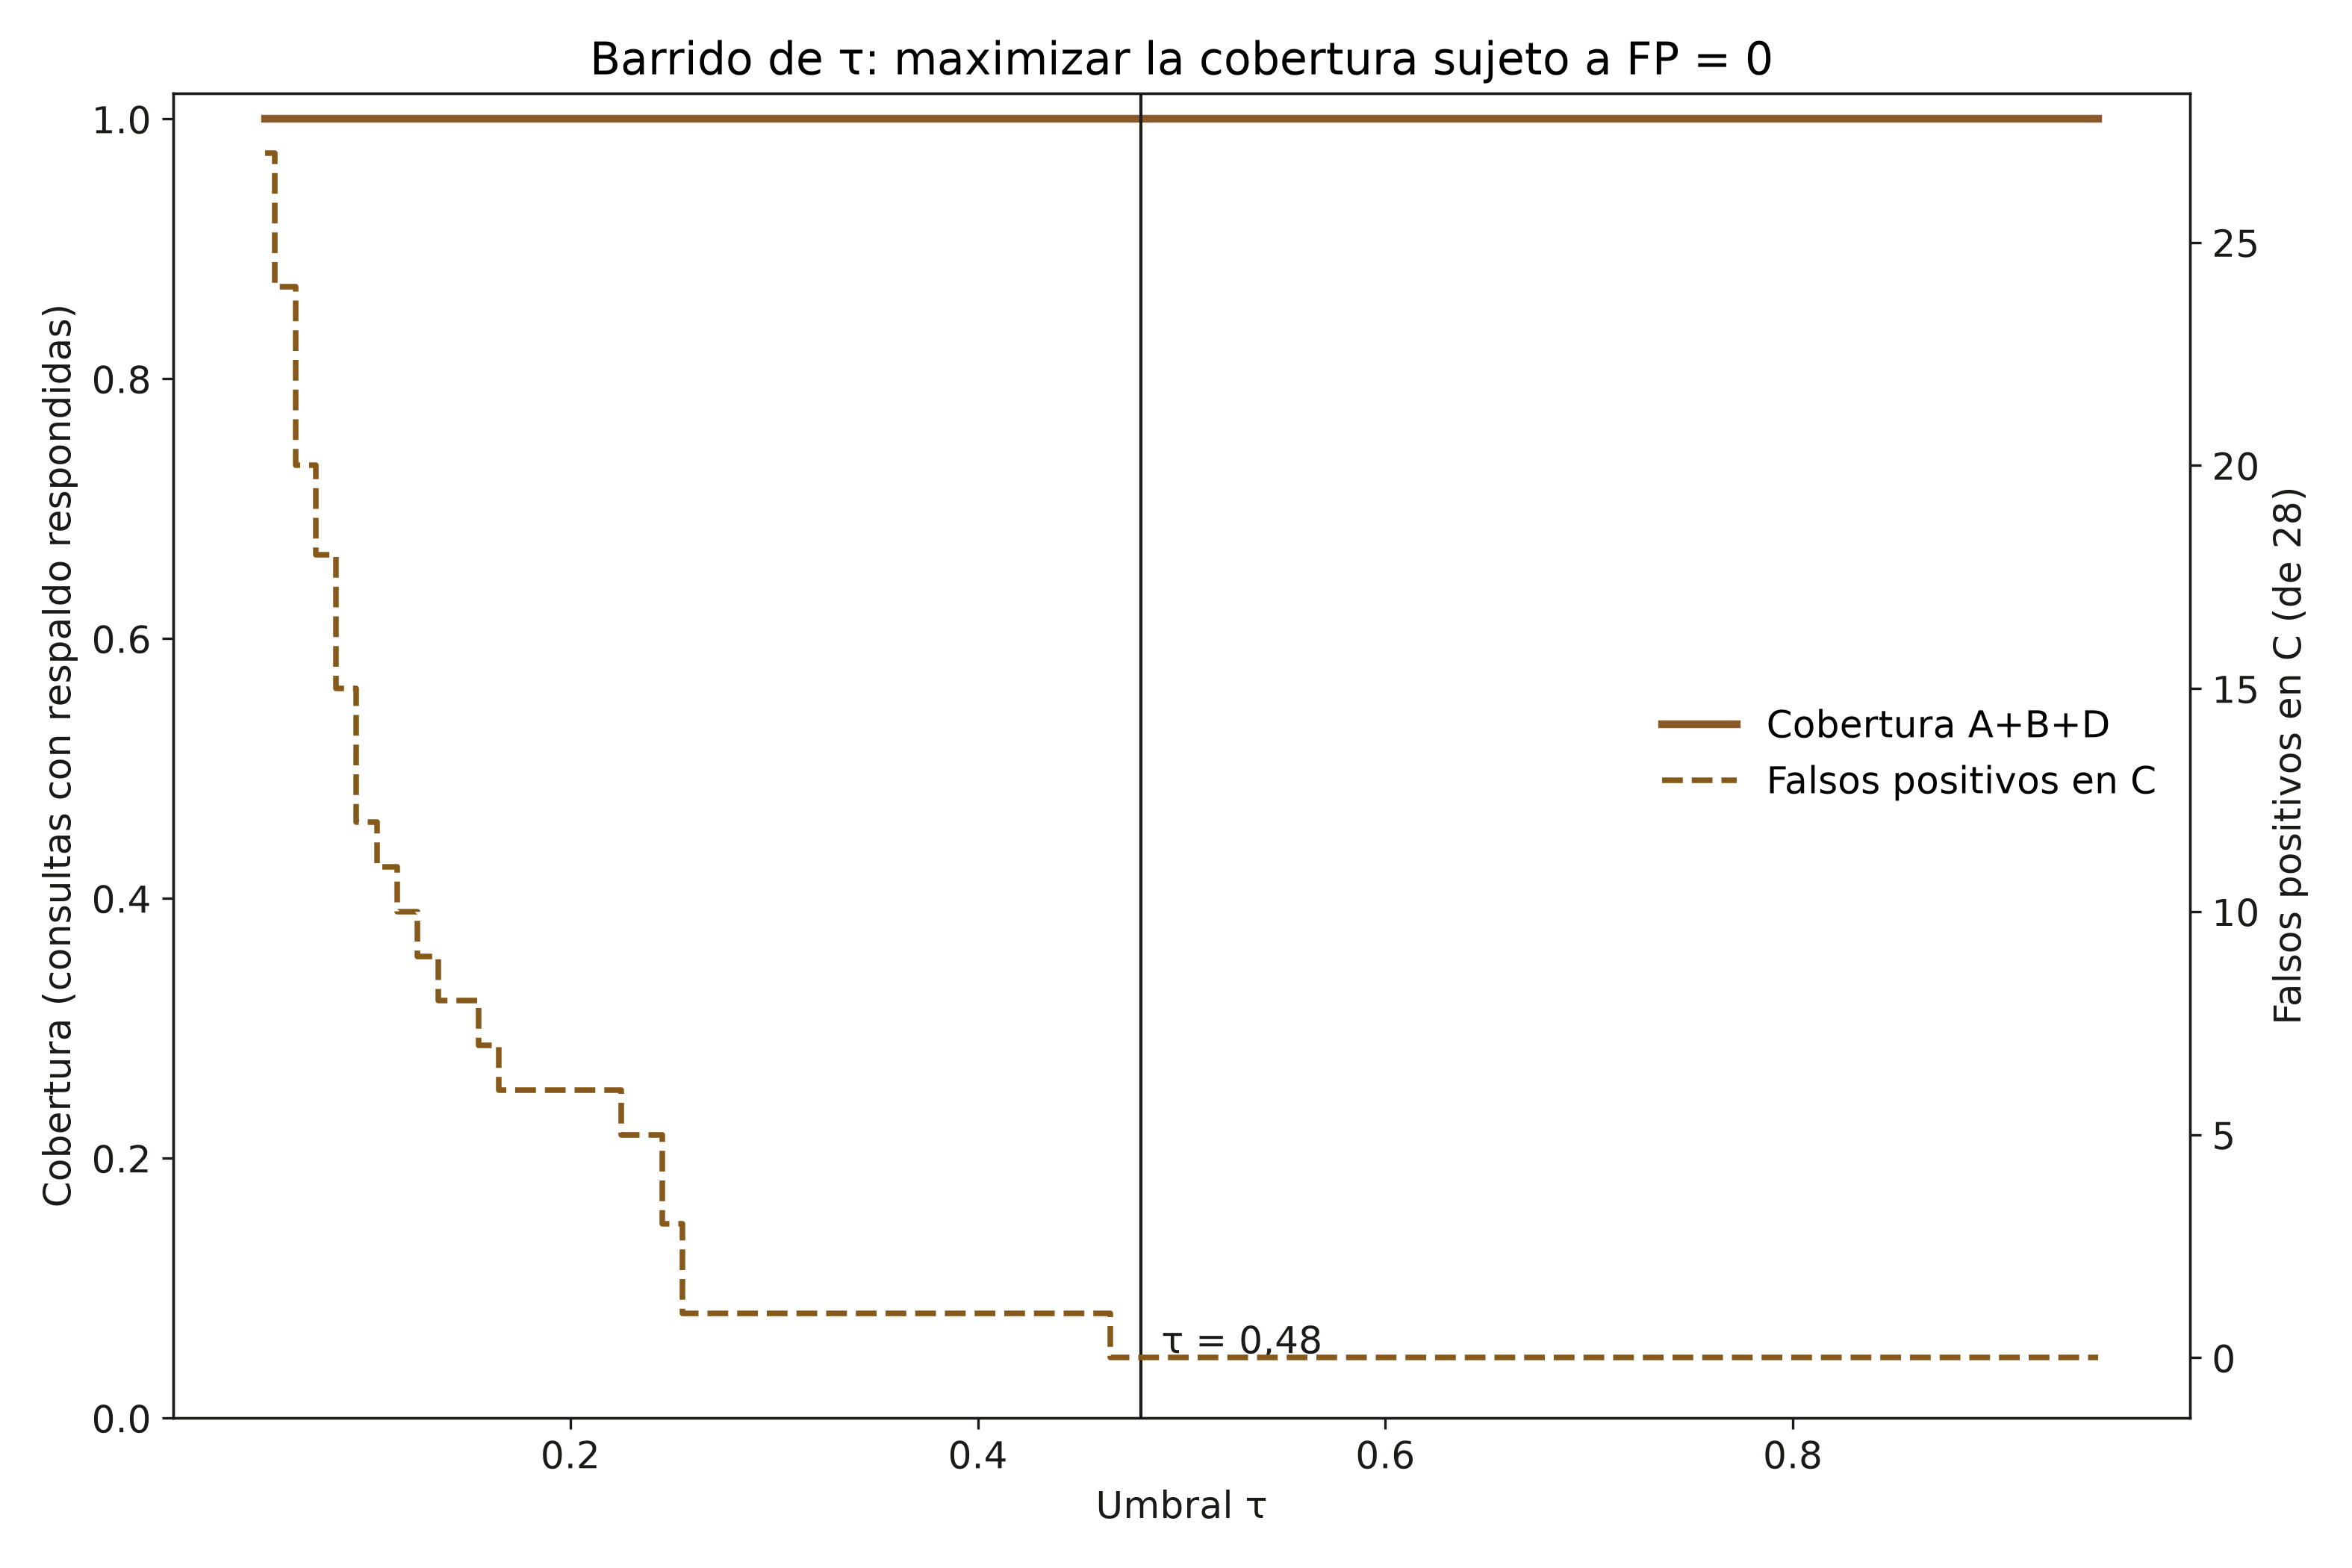 Barrido de τ: maximizar la cobertura sujeto a FP = 0
Cobertura (consultas con respaldo respondidas)
1.0
0.8
0.6
0.4
0.2
0.0
0.2
0.4
0.6
0.8
Umbral τ
τ = 0,48
Cobertura A+B+D
Falsos positivos en C
25
20
15
10
5
0
Falsos positivos en C (de 28)